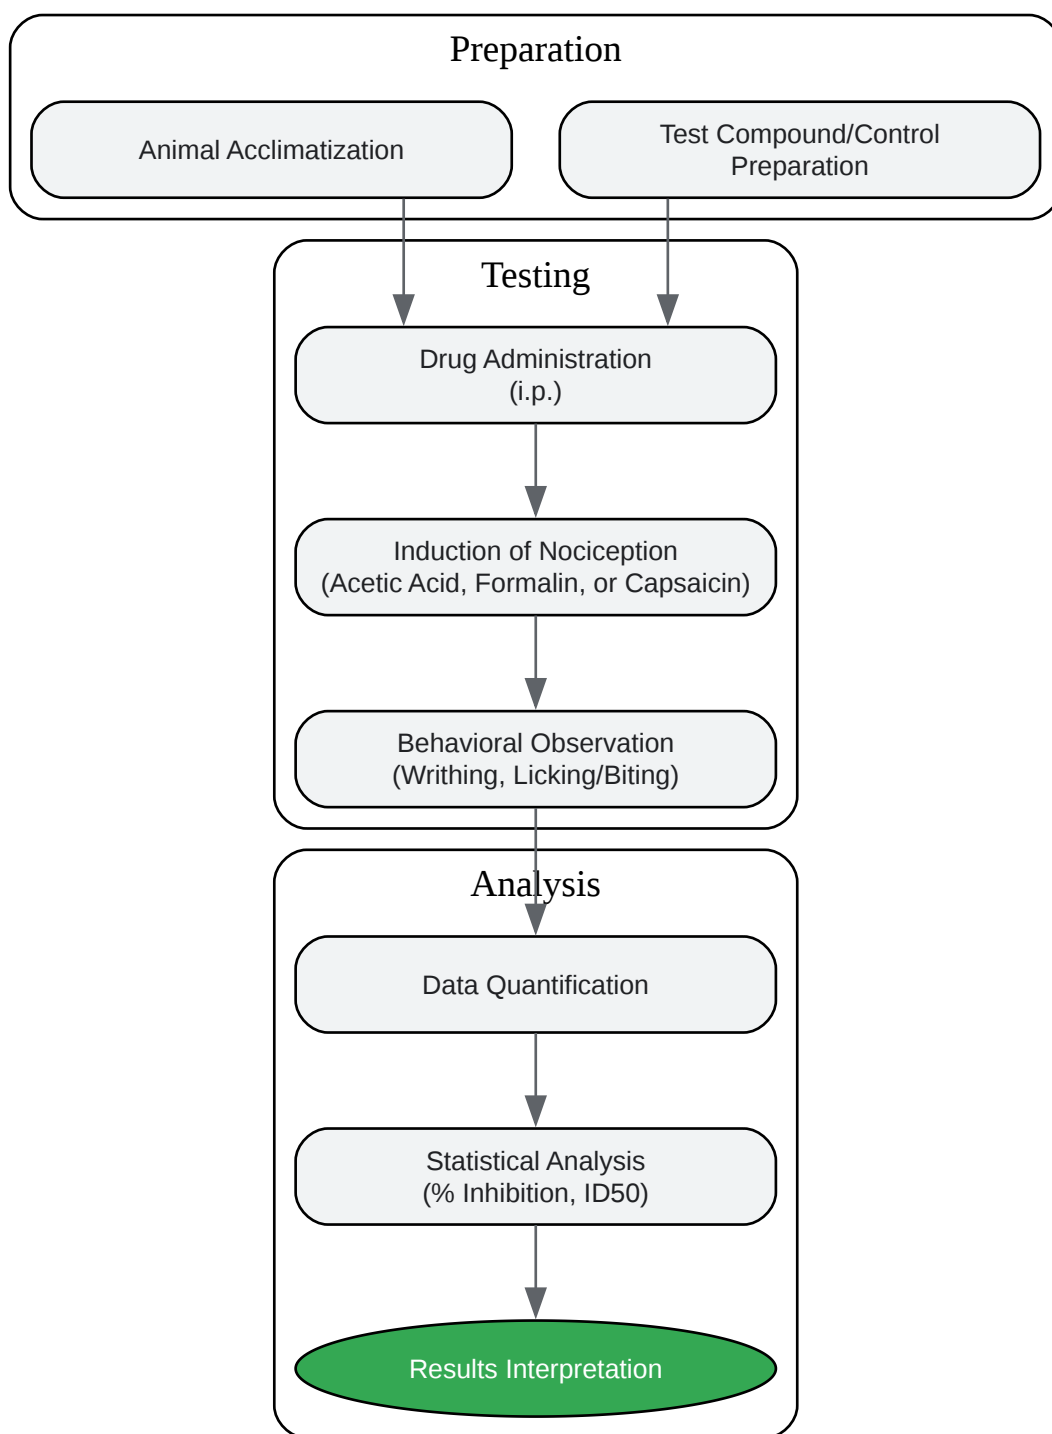 Preparation
Animal Acclimatization
Test Compound/Control
Preparation
Testing
Drug Administration
(i.p.)
Induction of Nociception
(Acetic Acid, Formalin, or Capsaicin)
Behavioral Observation
(Writhing, Licking/Biting)
Analysis
Data Quantification
Statistical Analysis
(% Inhibition, ID50)
Results Interpretation